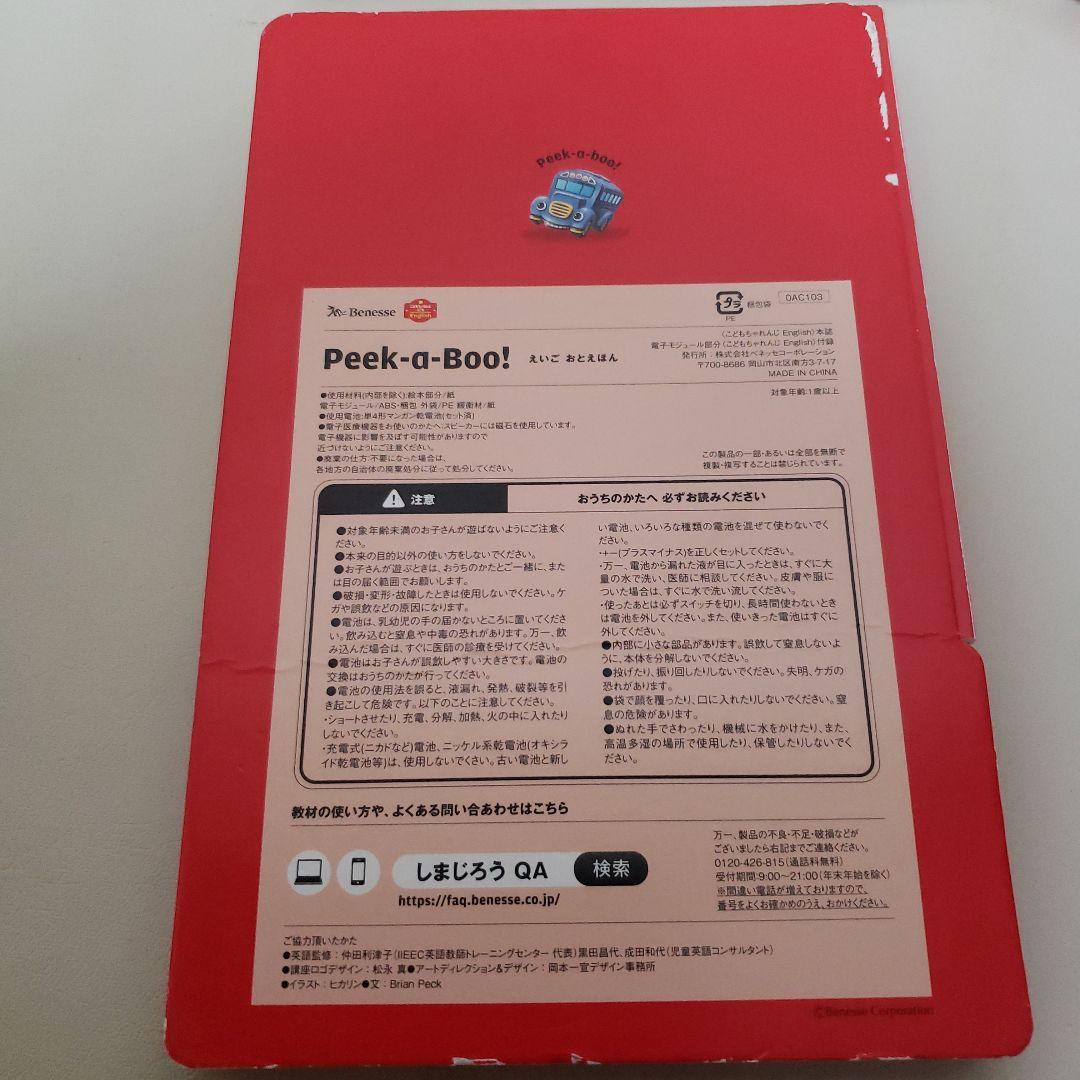 Peek-a-boo!
Benesse
English
プラ
PE
梱包袋
0AC103
Peek-a-Boo! えいご おとえほん
〈こどもちゃれんじ English〉本誌
電子モジュール部分〈こどもちゃれんじ English〉付録
発行所：株式会社ベネッセコーポレーション
〒700-8686 岡山市北区南方3-7-17
MADE IN CHINA
対象年齢:1歳以上
●使用材料(内部を除く):絵本部分/紙
電子モジュール/ABS・梱包 外袋/PE 緩衝材/紙
●使用電池:単4形マンガン乾電池(セット済)
●電子医療機器をお使いのかたへ:スピーカーには磁石を使用しています。
電子機器に影響を及ぼす可能性がありますので
近づけないようにご注意ください。
●廃棄の仕方:不要になった場合は、
各地方の自治体の廃棄処分に従って処分してください。
この製品の一部・あるいは全部を無断で
複製・複写することは禁じられています。
注意
おうちのかたへ 必ずお読みください
●対象年齢未満のお子さんが遊ばないようにご注意く
ださい。
●本来の目的以外の使い方をしないでください。
●お子さんが遊ぶときは、おうちのかたとご一緒に、また
は目の届く範囲でお願いします。
●破損・変形・故障したときは使用しないでください。ケ
ガや誤飲などの原因になります。
●電池は、乳幼児の手の届かないところに置いてくださ
い。飲み込むと窒息や中毒の恐れがあります。万一、飲
み込んだ場合は、すぐに医師の診療を受けてください。
●電池はお子さんが誤飲しやすい大きさです。電池の
交換はおうちのかたが行ってください。
●電池の使用法を誤ると、液漏れ、発熱、破裂等を引
き起こして危険です。以下のことに注意してください。
・ショートさせたり、充電、分解、加熱、火の中に入れたり
しないでください。
・充電式(ニカドなど)電池、ニッケル系乾電池(オキシラ
イド乾電池等)は、使用しないでください。古い電池と新し
い電池、いろいろな種類の電池を混ぜて使わないでく
ださい。
・+−(プラスマイナス)を正しくセットしてください。
・万一、電池から漏れた液が目に入ったときは、すぐに大
量の水で洗い、医師に相談してください。皮膚や服に
ついた場合は、すぐに水で洗い流してください。
・使ったあとは必ずスイッチを切り、長時間使わないとき
は電池を外してください。また、使いきった電池はすぐに
外してください。
●内部に小さな部品があります。誤飲して窒息しないよ
うに、本体を分解しないでください。
●投げたり、振り回したりしないでください。失明、ケガの
恐れがあります。
●袋で顔を覆ったり、口に入れたりしないでください。窒
息の危険があります。
●ぬれた手でさわったり、機械に水をかけたり、また、
高温多湿の場所で使用したり、保管したりしないでく
ださい。
教材の使い方や、よくある問い合あわせはこちら
しまじろう QA 検索
https://faq.benesse.co.jp/
万一、製品の不良・不足・破損などが
ございましたら右記までご連絡ください。
0120-426-815(通話料無料)
受付期間:9:00～21:00(年末年始を除く)
※間違い電話が増えておりますので、
番号をよくお確かめのうえ、おかけください。
ご協力頂いたかた
●英語監修：仲田利津子(IIEEC英語教師トレーニングセンター 代表)黒田昌代、成田和代(児童英語コンサルタント)
●講座ロゴデザイン：松永 真●アートディレクション&デザイン：岡本一宣デザイン事務所
●イラスト：ヒカリン●文：Brian Peck
©Benesse Corporation